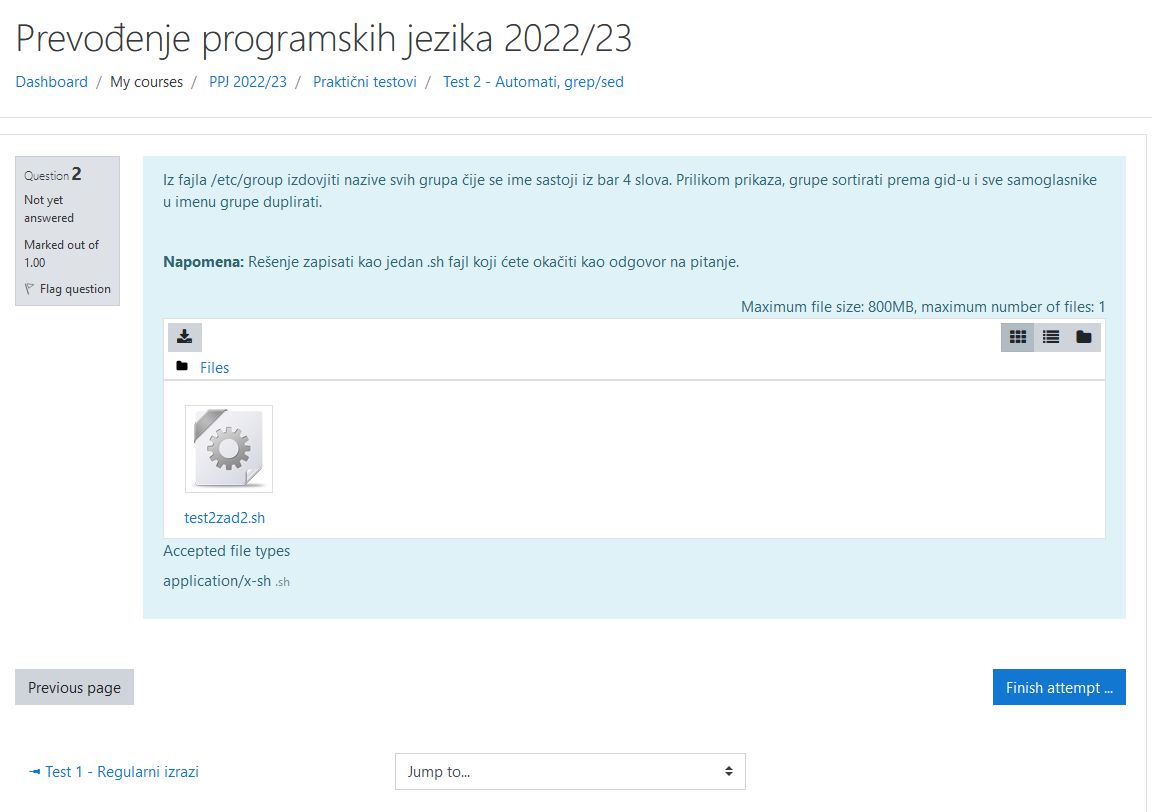 Prevođenje programskih jezika 2022/23
Dashboard / My courses / PPJ 2022/23 / Praktični testovi / Test 2 - Automati, grep/sed
Question 2
Not yet
answered
Marked out of
1.00
Flag question
Iz fajla /etc/group izdovjiti nazive svih grupa čije se ime sastoji iz bar 4 slova. Prilikom prikaza, grupe sortirati prema gid-u i sve samoglasnike
u imenu grupe duplirati.
Napomena: Rešenje zapisati kao jedan .sh fajl koji ćete okačiti kao odgovor na pitanje.
Maximum file size: 800MB, maximum number of files: 1
Files
test2zad2.sh
Accepted file types
application/x-sh .sh
Previous page
Finish attempt ...
◄ Test 1 - Regularni izrazi
Jump to...